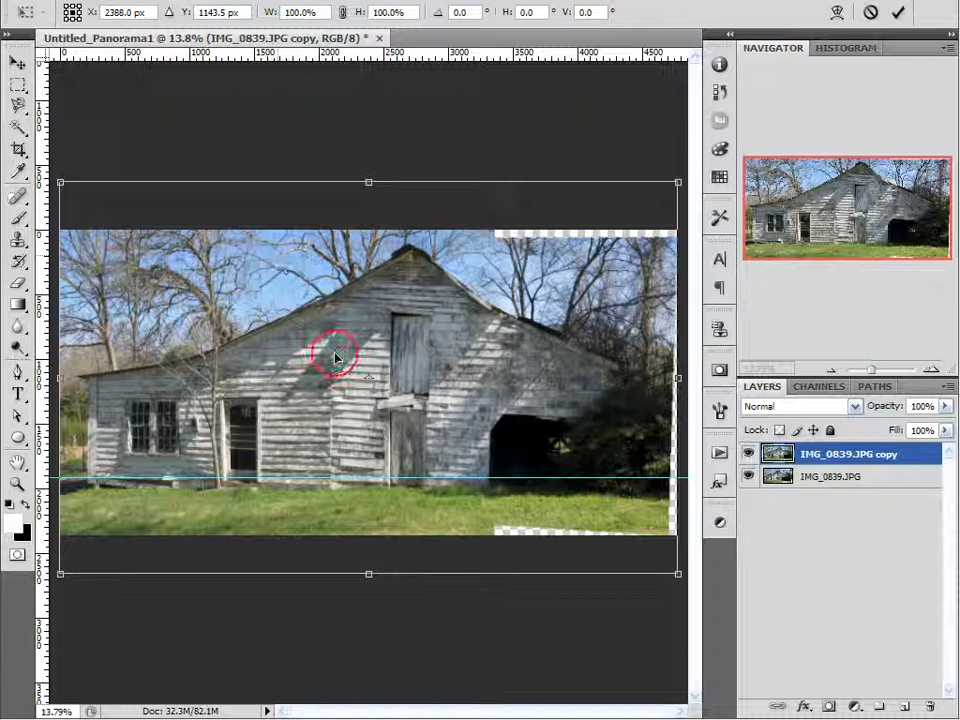 X: 2388.0 px Y: 1143.5 px W: 100.0% H: 100.0% 0.0 ° H: 0.0 ° V: 0.0 °
Untitled_Panorama1 @ 13.8% (IMG_0839.JPG copy, RGB/8) * ×
NAVIGATOR HISTOGRAM
0 500 1000 1500 2000 2500 3000 3500 4000 4500
ku
LAYERS CHANNELS PATHS
Normal Opacity: 100%
Lock: Fill: 100%
IMG_0839.JPG copy
IMG_0839.JPG
13.79% Doc: 32.3M/82.1M